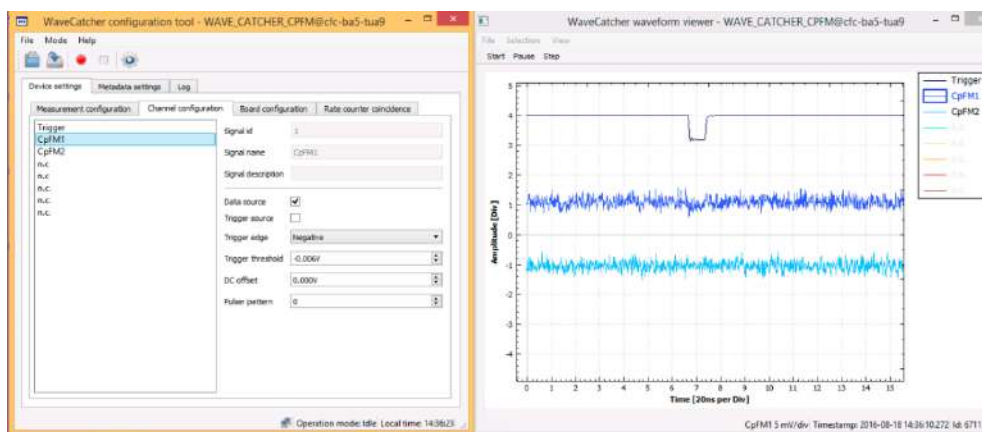 WaveCatcher configuration tool - WAVE_CATCHER_CPFM@cfc-ba5-tua9
File Mode Help
Device settings Metadata settings Log
Measurement configuration Channel configuration Board configuration Rate counter coincidence
Trigger
CpFM1
CpFM2
n.c.
n.c.
n.c.
n.c.
n.c.
Signal id 1
Signal name CpFM1
Signal description
Data source
Trigger source
Trigger edge Negative
Trigger threshold -0.006V
DC offset 0.000V
Pulser pattern 0
Operation mode: Idle Local time: 14:36:23
WaveCatcher waveform viewer - WAVE_CATCHER_CPFM@cfc-ba5-tua9
File Selection View
Start Pause Step
Amplitude [Div]
5
4
3
2
1
0
-1
-2
-3
-4
0 1 2 3 4 5 6 7 8 9 10 11 12 13 14 15
Time [20ns per Div]
Trigger
CpFM1
CpFM2
CpFM1 5 mV/div Timestamp: 2016-08-18 14:36:10.272 Id: 6711